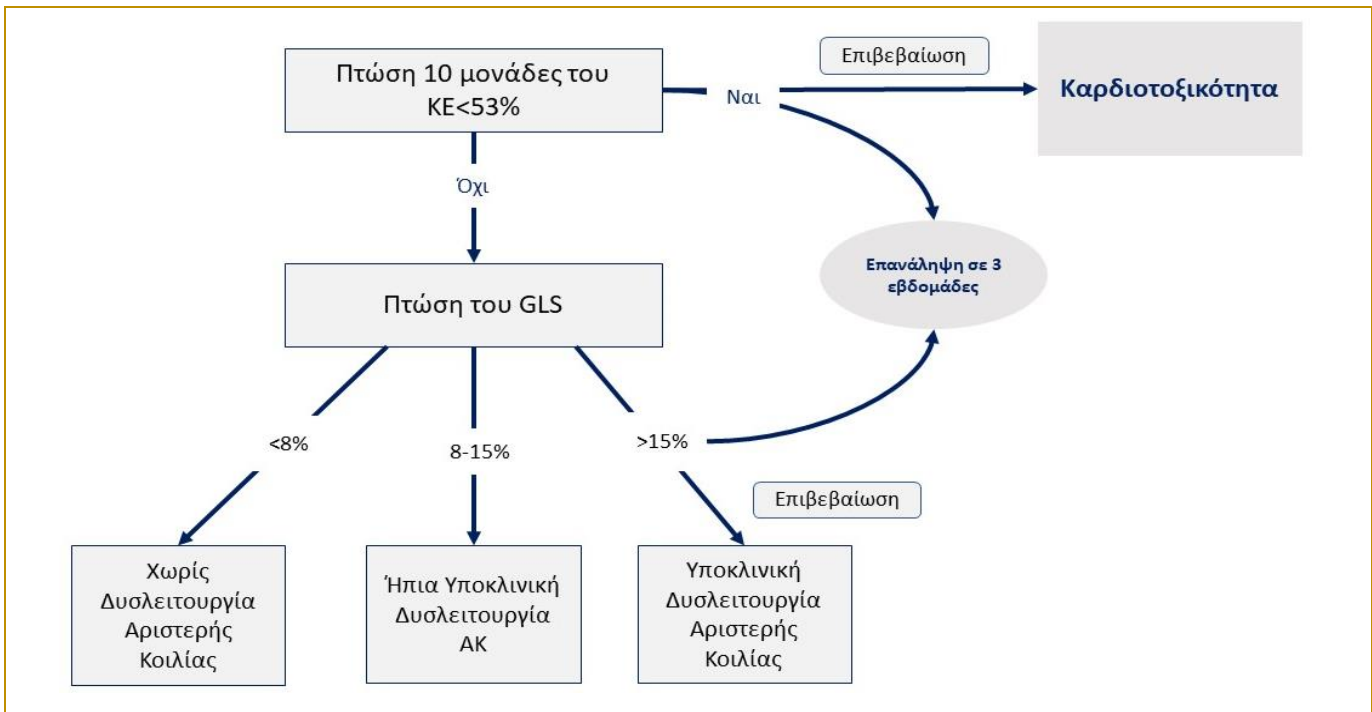 Πτώση 10 μονάδες του
ΚΕ<53%
Επιβεβαίωση
Καρδιοτοξικότητα
Ναι
Όχι
Επανάληψη σε 3
εβδομάδες
Πτώση του GLS
<8%
8-15%
>15%
Επιβεβαίωση
Χωρίς
Δυσλειτουργία
Αριστερής
Κοιλίας
Ήπια Υποκλινική
Δυσλειτουργία
ΑΚ
Υποκλινική
Δυσλειτουργία
Αριστερής
Κοιλίας